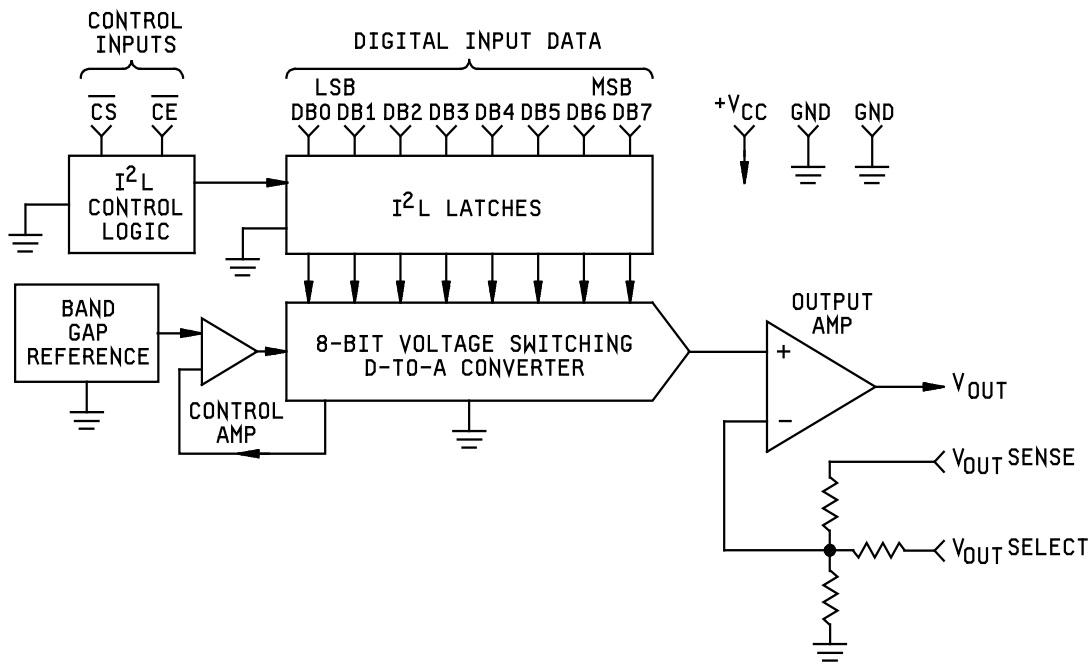 CONTROL
INPUTS
DIGITAL INPUT DATA
LSB MSB
CS CE
DB0 DB1 DB2 DB3 DB4 DB5 DB6 DB7
+VCC GND GND
I²L
CONTROL
LOGIC
I²L LATCHES
BAND
GAP
REFERENCE
CONTROL
AMP
8-BIT VOLTAGE SWITCHING
D-TO-A CONVERTER
OUTPUT
AMP
+
−
VOUT
VOUT SENSE
VOUT SELECT